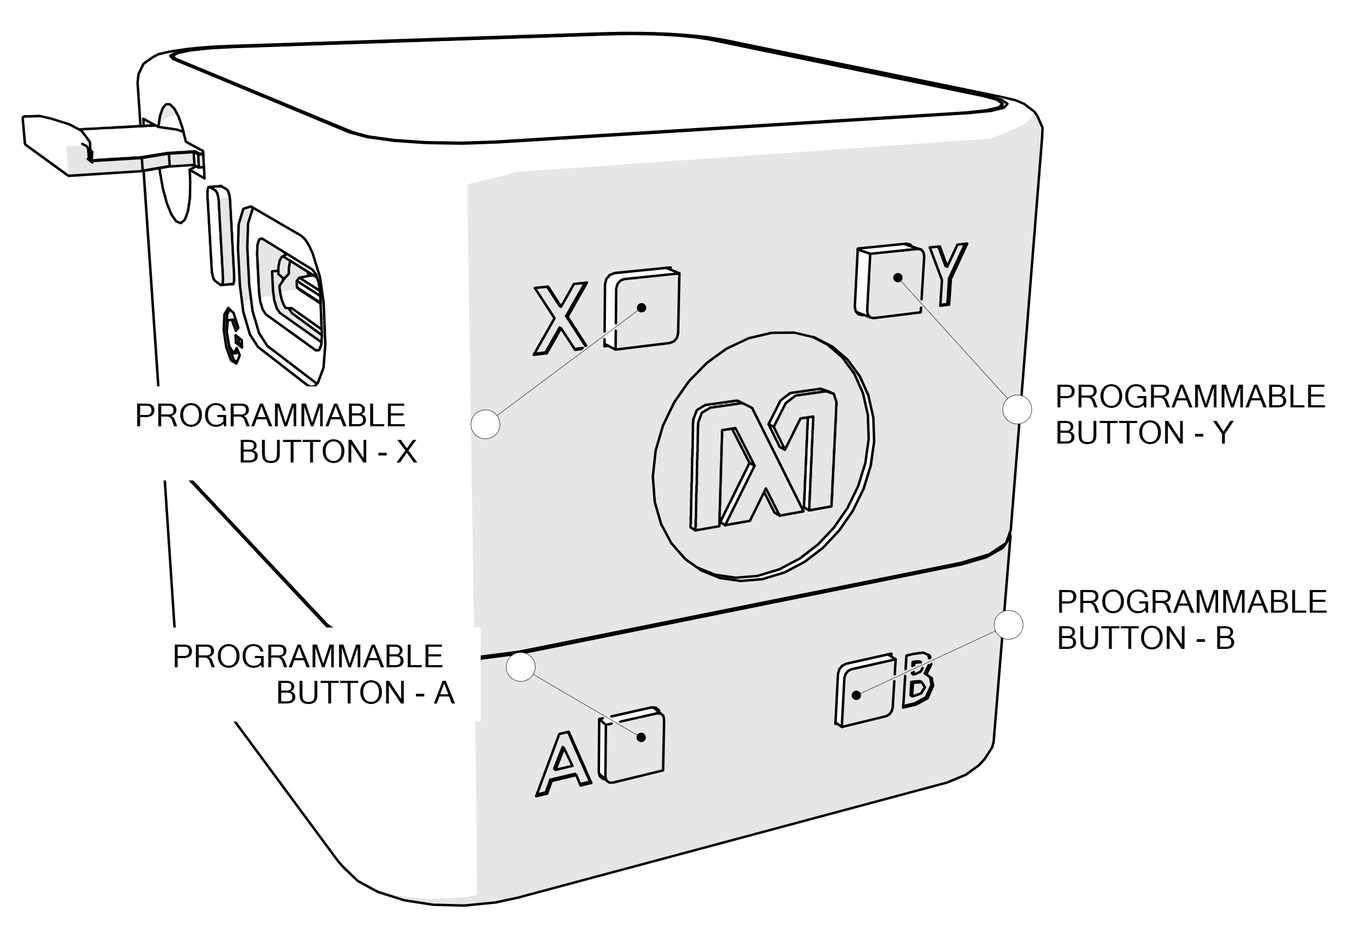 X
Y
PROGRAMMABLE
BUTTON - X
PROGRAMMABLE
BUTTON - Y
PROGRAMMABLE
BUTTON - A
PROGRAMMABLE
BUTTON - B
A
B